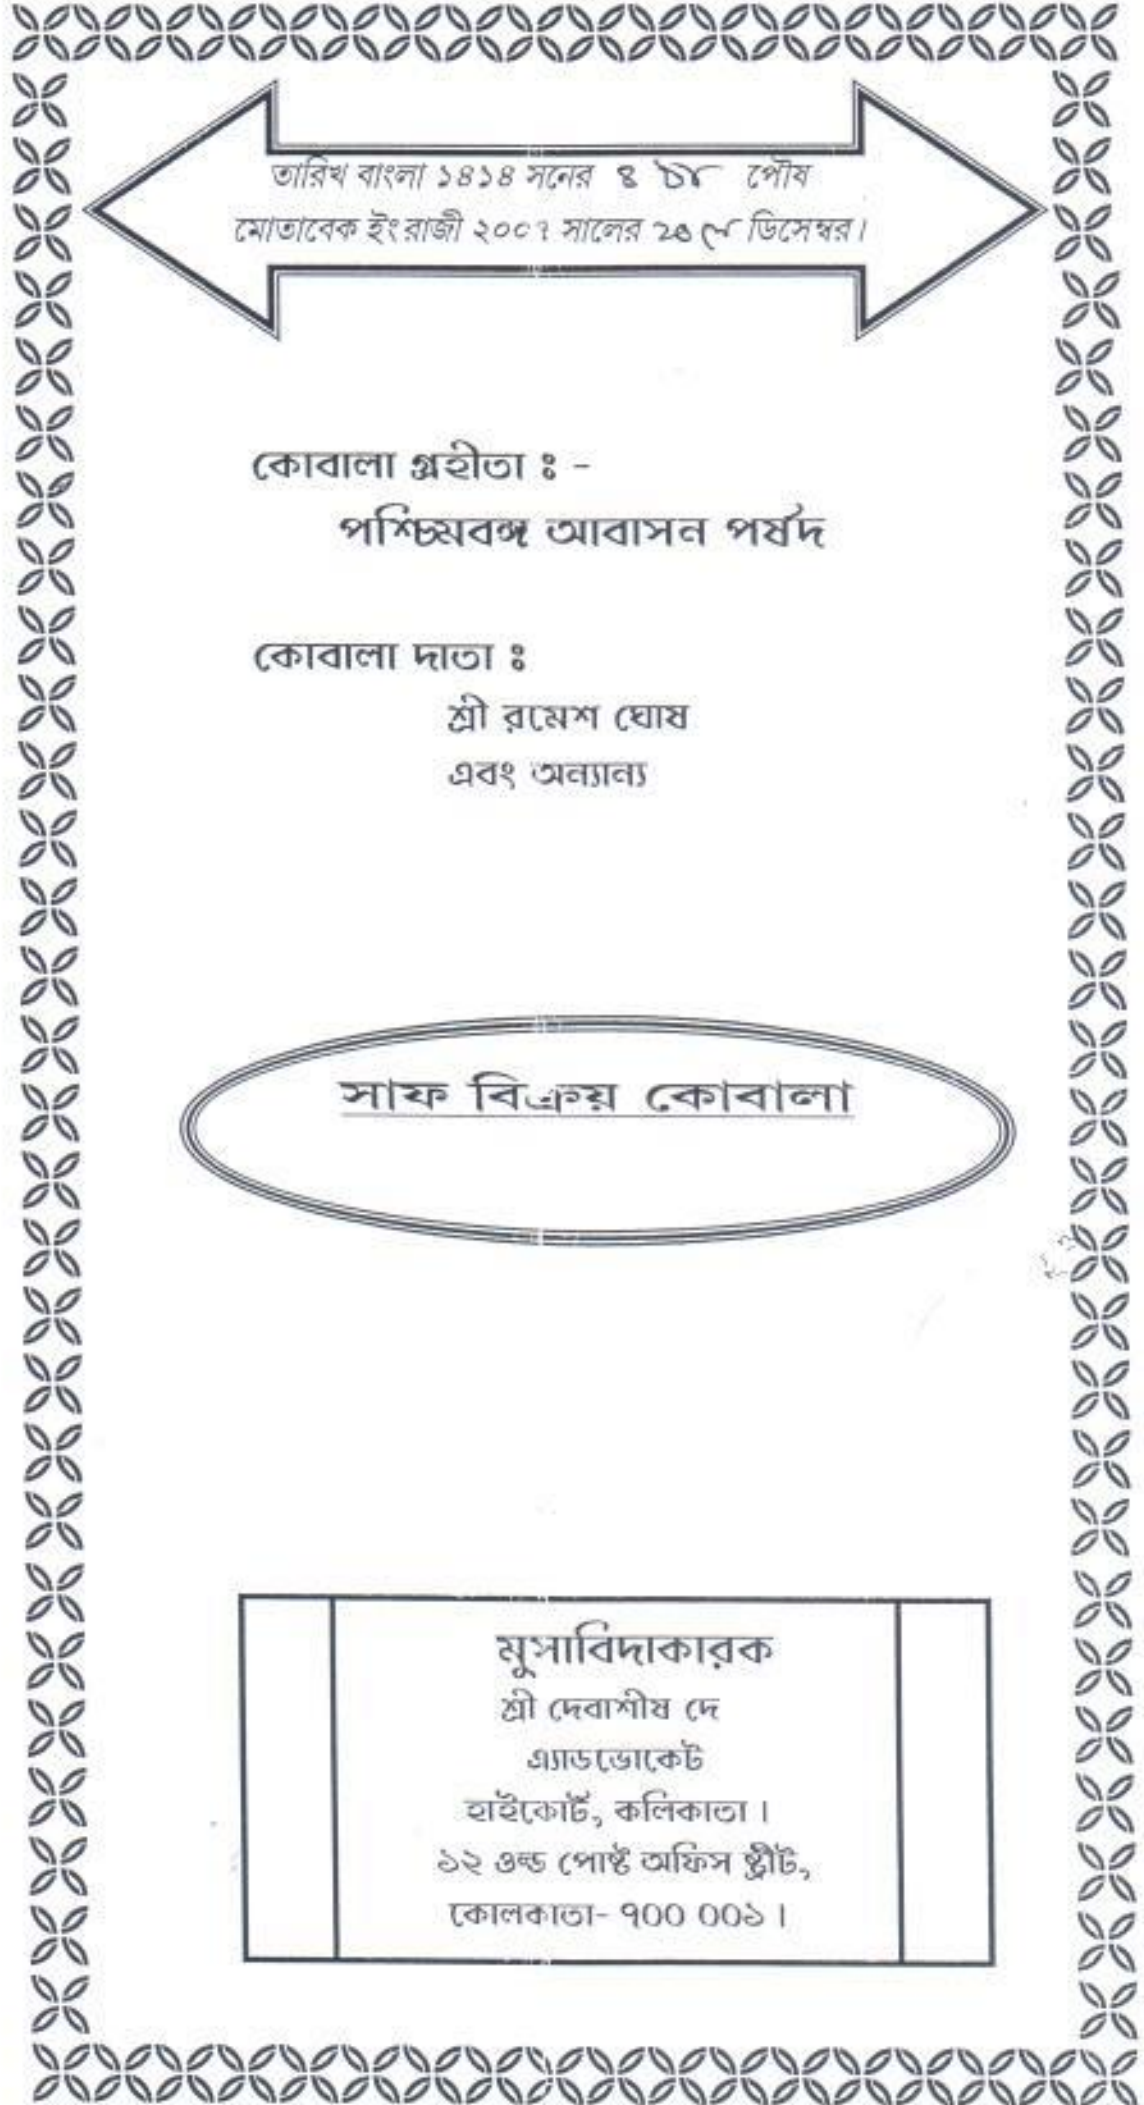 তারিখ বাংলা ১৪১৪ সনের ৪ ঠা পৌষ
মোতাবেক ইংরাজী ২০০৭ সালের ২০শে ডিসেম্বর।
কোবালা গ্রহীতা ঃ -
পশ্চিমবঙ্গ আবাসন পর্ষদ
কোবালা দাতা ঃ
শ্রী রমেশ ঘোষ
এবং অন্যান্য
সাফ বিক্রয় কোবালা
মুসাবিদাকারক
শ্রী দেবাশীষ দে
এ্যাডভোকেট
হাইকোর্ট, কলিকাতা।
১২ ওল্ড পোষ্ট অফিস ষ্ট্রীট,
কোলকাতা- ৭০০ ০০১।